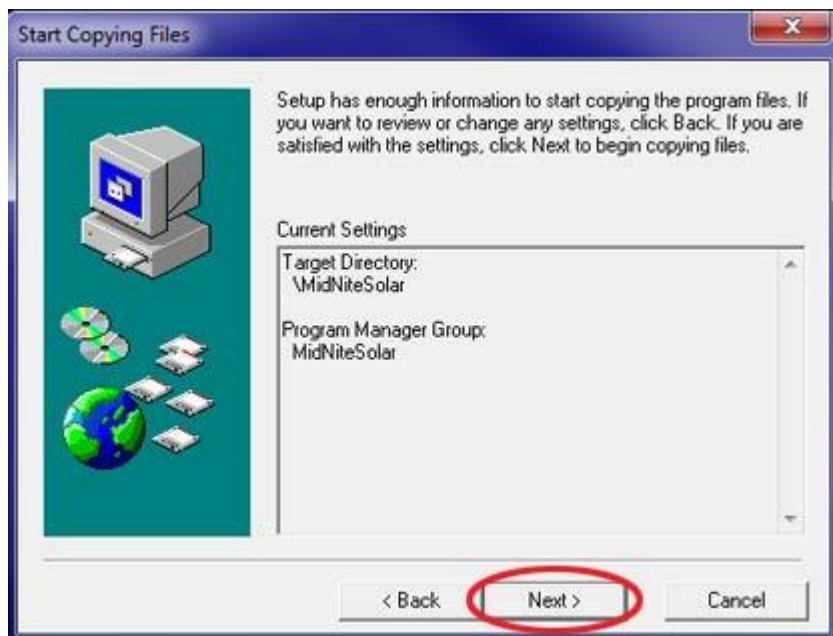 Start Copying Files
Setup has enough information to start copying the program files. If
you want to review or change any settings, click Back. If you are
satisfied with the settings, click Next to begin copying files.
Current Settings
Target Directory:
\MidNiteSolar
Program Manager Group:
MidNiteSolar
< Back
Next >
Cancel